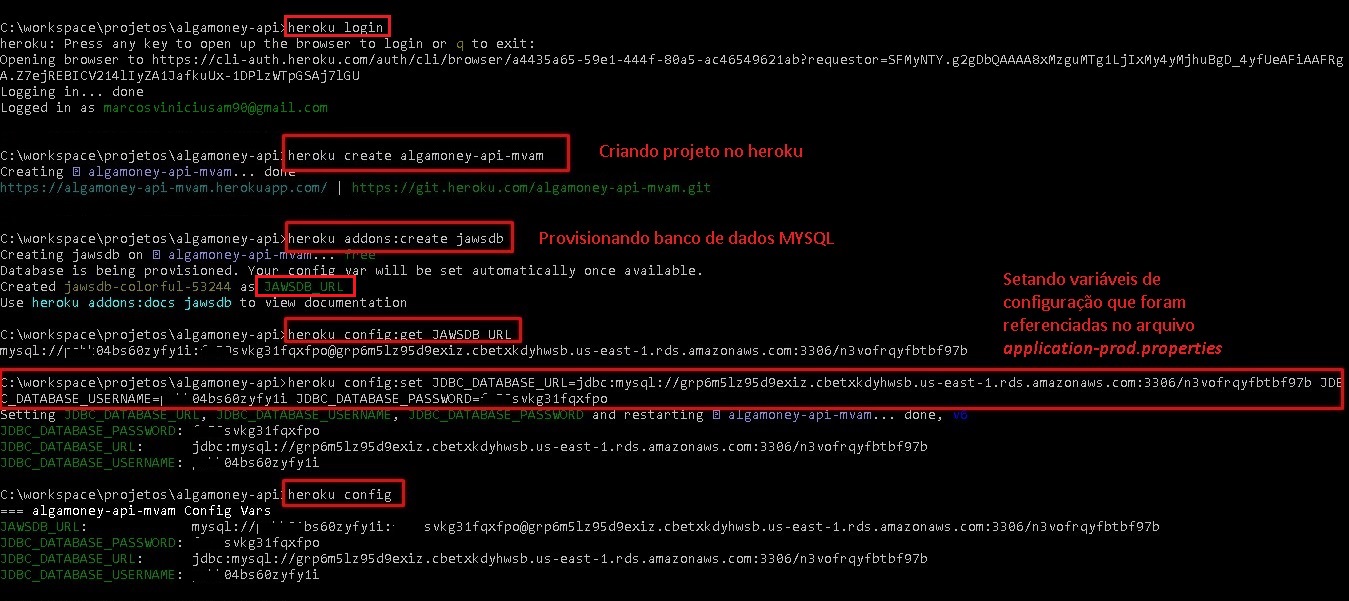 C:\workspace\projetos\algamoney-api>heroku login
heroku: Press any key to open up the browser to login or q to exit:
Opening browser to https://cli-auth.heroku.com/auth/cli/browser/a4435a65-59e1-444f-80a5-ac46549621ab?requestor=SFMyNTY.g2gDbQAAAA8xMzguMTg1LjIxMy4yMjhuBgD_4yfUeAFiAAFRg
A.Z7ejREBICV214lIyZA1JafkuUx-1DPlzWTpGSAj7lGU
Logging in... done
Logged in as marcosviniciusam90@gmail.com
C:\workspace\projetos\algamoney-api>heroku create algamoney-api-mvam
Criando projeto no heroku
Creating algamoney-api-mvam... done
https://algamoney-api-mvam.herokuapp.com/ | https://git.heroku.com/algamoney-api-mvam.git
C:\workspace\projetos\algamoney-api>heroku addons:create jawsdb
Provisionando banco de dados MYSQL
Creating jawsdb on algamoney-api-mvam... free
Database is being provisioned. Your config var will be set automatically once available.
Created jawsdb-colorful-53244 as JAWSDB_URL
Use heroku addons:docs jawsdb to view documentation
Setando variáveis de
configuração que foram
referenciadas no arquivo
application-prod.properties
C:\workspace\projetos\algamoney-api>heroku config:get JAWSDB_URL
mysql://04bs60zyfy1i:svkg31fqxfpo@grp6m5lz95d9exiz.cbetxkdyhwsb.us-east-1.rds.amazonaws.com:3306/n3vofrqyfbtbf97b
C:\workspace\projetos\algamoney-api>heroku config:set JDBC_DATABASE_URL=jdbc:mysql://grp6m5lz95d9exiz.cbetxkdyhwsb.us-east-1.rds.amazonaws.com:3306/n3vofrqyfbtbf97b JDB
C_DATABASE_USERNAME=04bs60zyfy1i JDBC_DATABASE_PASSWORD=svkg31fqxfpo
Setting JDBC_DATABASE_URL, JDBC_DATABASE_USERNAME, JDBC_DATABASE_PASSWORD and restarting algamoney-api-mvam... done, v6
JDBC_DATABASE_PASSWORD: svkg31fqxfpo
JDBC_DATABASE_URL: jdbc:mysql://grp6m5lz95d9exiz.cbetxkdyhwsb.us-east-1.rds.amazonaws.com:3306/n3vofrqyfbtbf97b
JDBC_DATABASE_USERNAME: 04bs60zyfy1i
C:\workspace\projetos\algamoney-api>heroku config
=== algamoney-api-mvam Config Vars
JAWSDB_URL: mysql://bs60zyfy1i:svkg31fqxfpo@grp6m5lz95d9exiz.cbetxkdyhwsb.us-east-1.rds.amazonaws.com:3306/n3vofrqyfbtbf97b
JDBC_DATABASE_PASSWORD: svkg31fqxfpo
JDBC_DATABASE_URL: jdbc:mysql://grp6m5lz95d9exiz.cbetxkdyhwsb.us-east-1.rds.amazonaws.com:3306/n3vofrqyfbtbf97b
JDBC_DATABASE_USERNAME: 04bs60zyfy1i